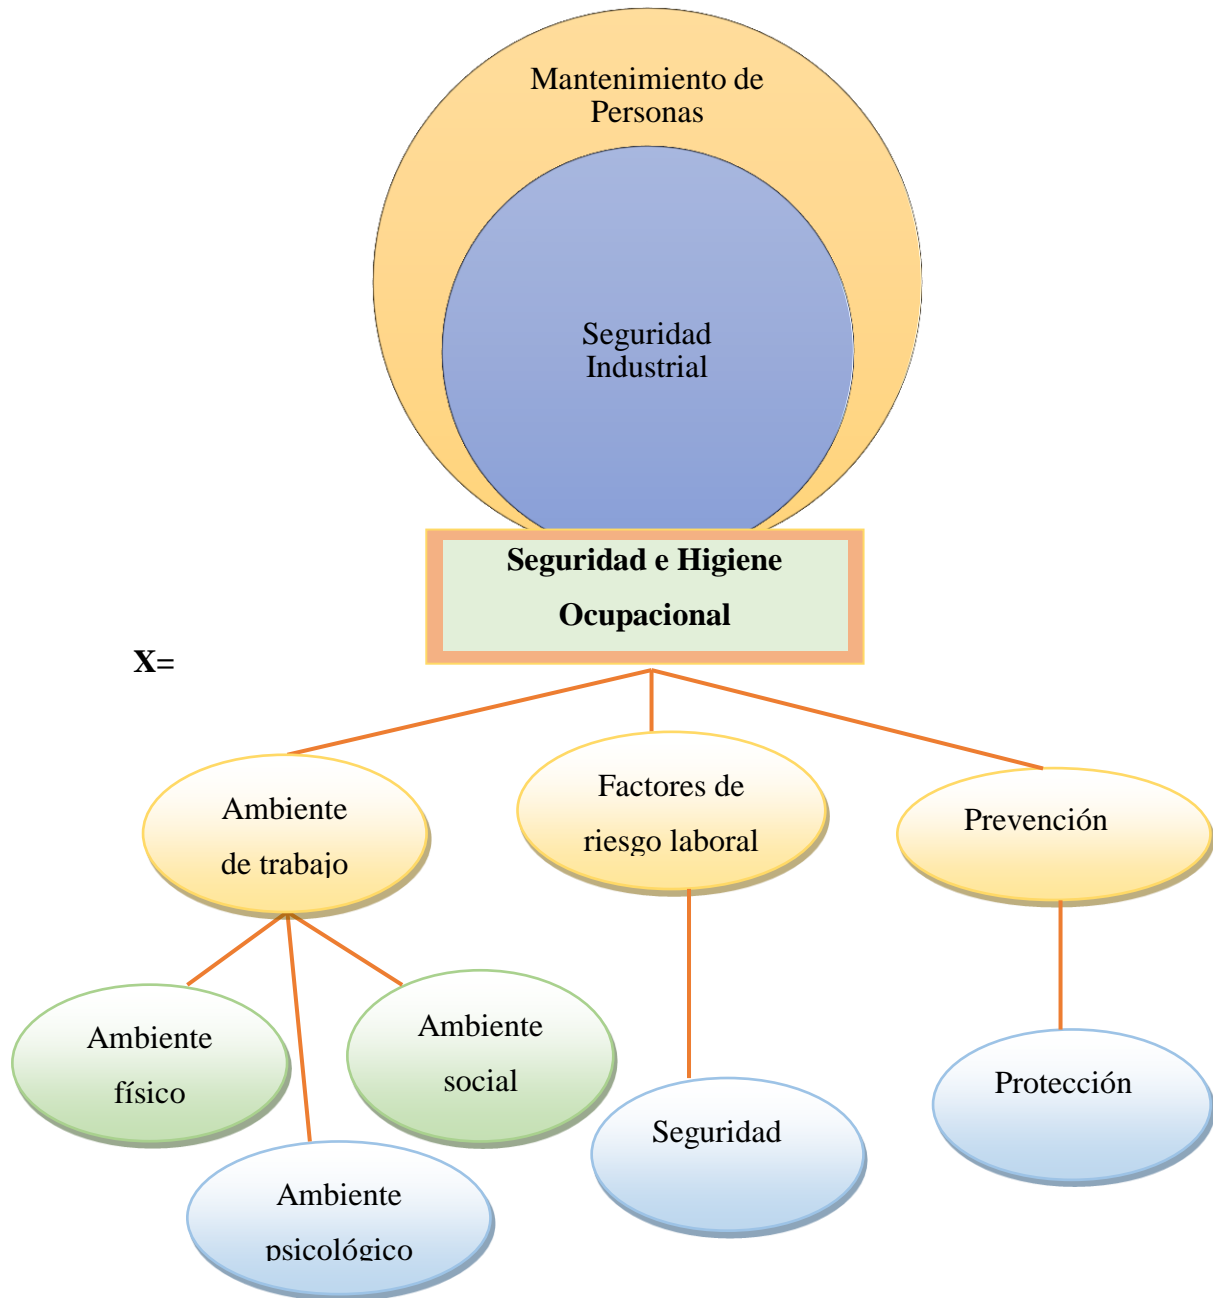 Mantenimiento de
Personas
Seguridad
Industrial
Seguridad e Higiene
Ocupacional
X=
Ambiente
de trabajo
Factores de
riesgo laboral
Prevención
Ambiente
físico
Ambiente
social
Ambiente
psicológico
Seguridad
Protección